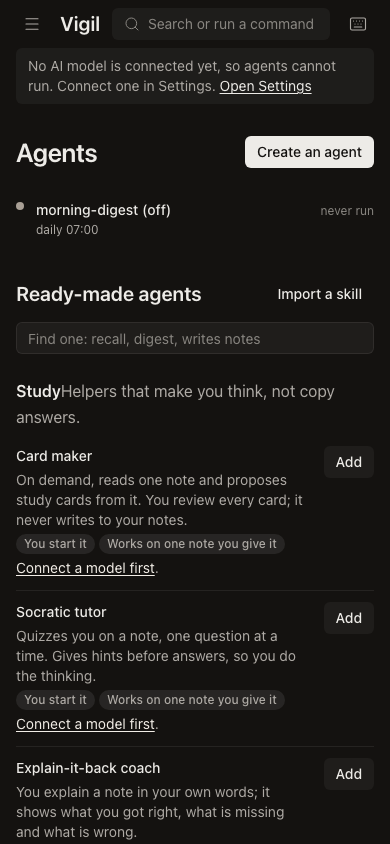 Vigil
Search or run a command
No AI model is connected yet, so agents cannot
run. Connect one in Settings. Open Settings
Agents
Create an agent
morning-digest (off)
never run
daily 07:00
Ready-made agents
Import a skill
Find one: recall, digest, writes notes
StudyHelpers that make you think, not copy
answers.
Card maker
Add
On demand, reads one note and proposes
study cards from it. You review every card; it
never writes to your notes.
You start it
Works on one note you give it
Connect a model first.
Socratic tutor
Add
Quizzes you on a note, one question at a
time. Gives hints before answers, so you do
the thinking.
You start it
Works on one note you give it
Connect a model first.
Explain-it-back coach
Add
You explain a note in your own words; it
shows what you got right, what is missing
and what is wrong.